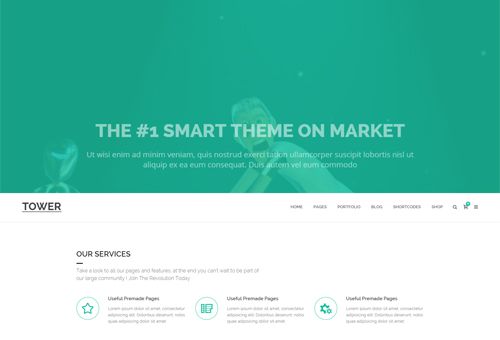 THE #1 SMART THEME ON MARKET
Ut wisi enim ad minim veniam, quis nostrud exerci tation ullamcorper suscipit lobortis nisl ut
aliquip ex ea eum consequat. Duis autem vel eum commodo
TOWER
HOME PAGES PORTFOLIO BLOG SHORTCODES SHOP
OUR SERVICES
Take a look to all our pages and features, at the end you can't wait to be part of
our large community! Join The Revolution Today.
Useful Premade Pages Useful Premade Pages Useful Premade Pages
Lorem ipsum dolor sit amet, consectetur Lorem ipsum dolor sit amet, consectetur Lorem ipsum dolor sit amet, consectetur
adipiscing elit. Doribus deserunt, nobis adipiscing elit. Doribus deserunt, nobis adipiscing elit. Doribus deserunt, nobis
quae adipiscing dolor sit amet quae adipiscing dolor sit amet quae adipiscing dolor sit amet